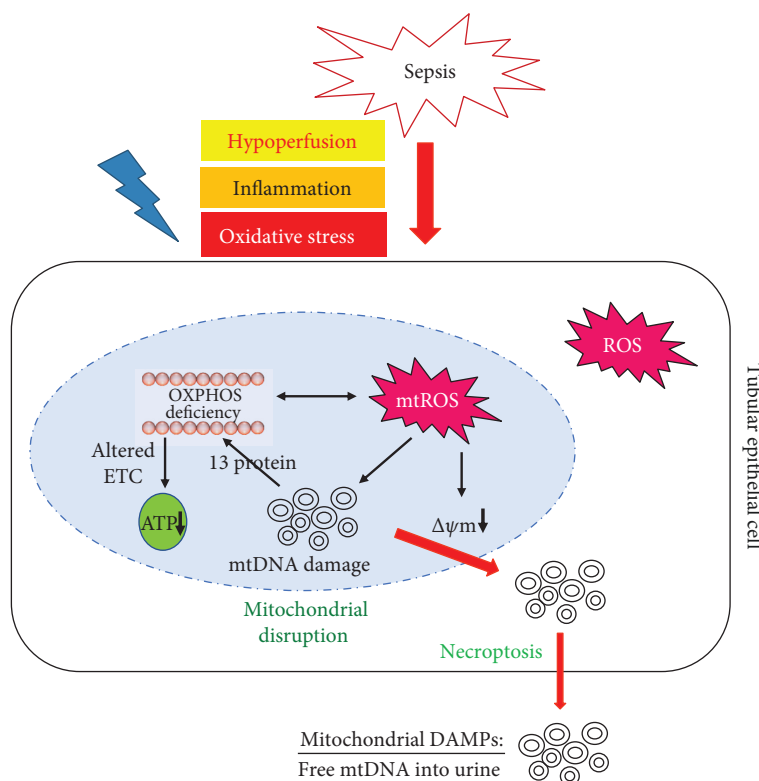 Sepsis
Hypoperfusion
Inflammation
Oxidative stress
ROS
Tubular epithelial cell
OXPHOS
deficiency
mtROS
Altered
ETC
13 protein
ATP
Δψm
mtDNA damage
Mitochondrial
disruption
Necroptosis
Mitochondrial DAMPs:
Free mtDNA into urine